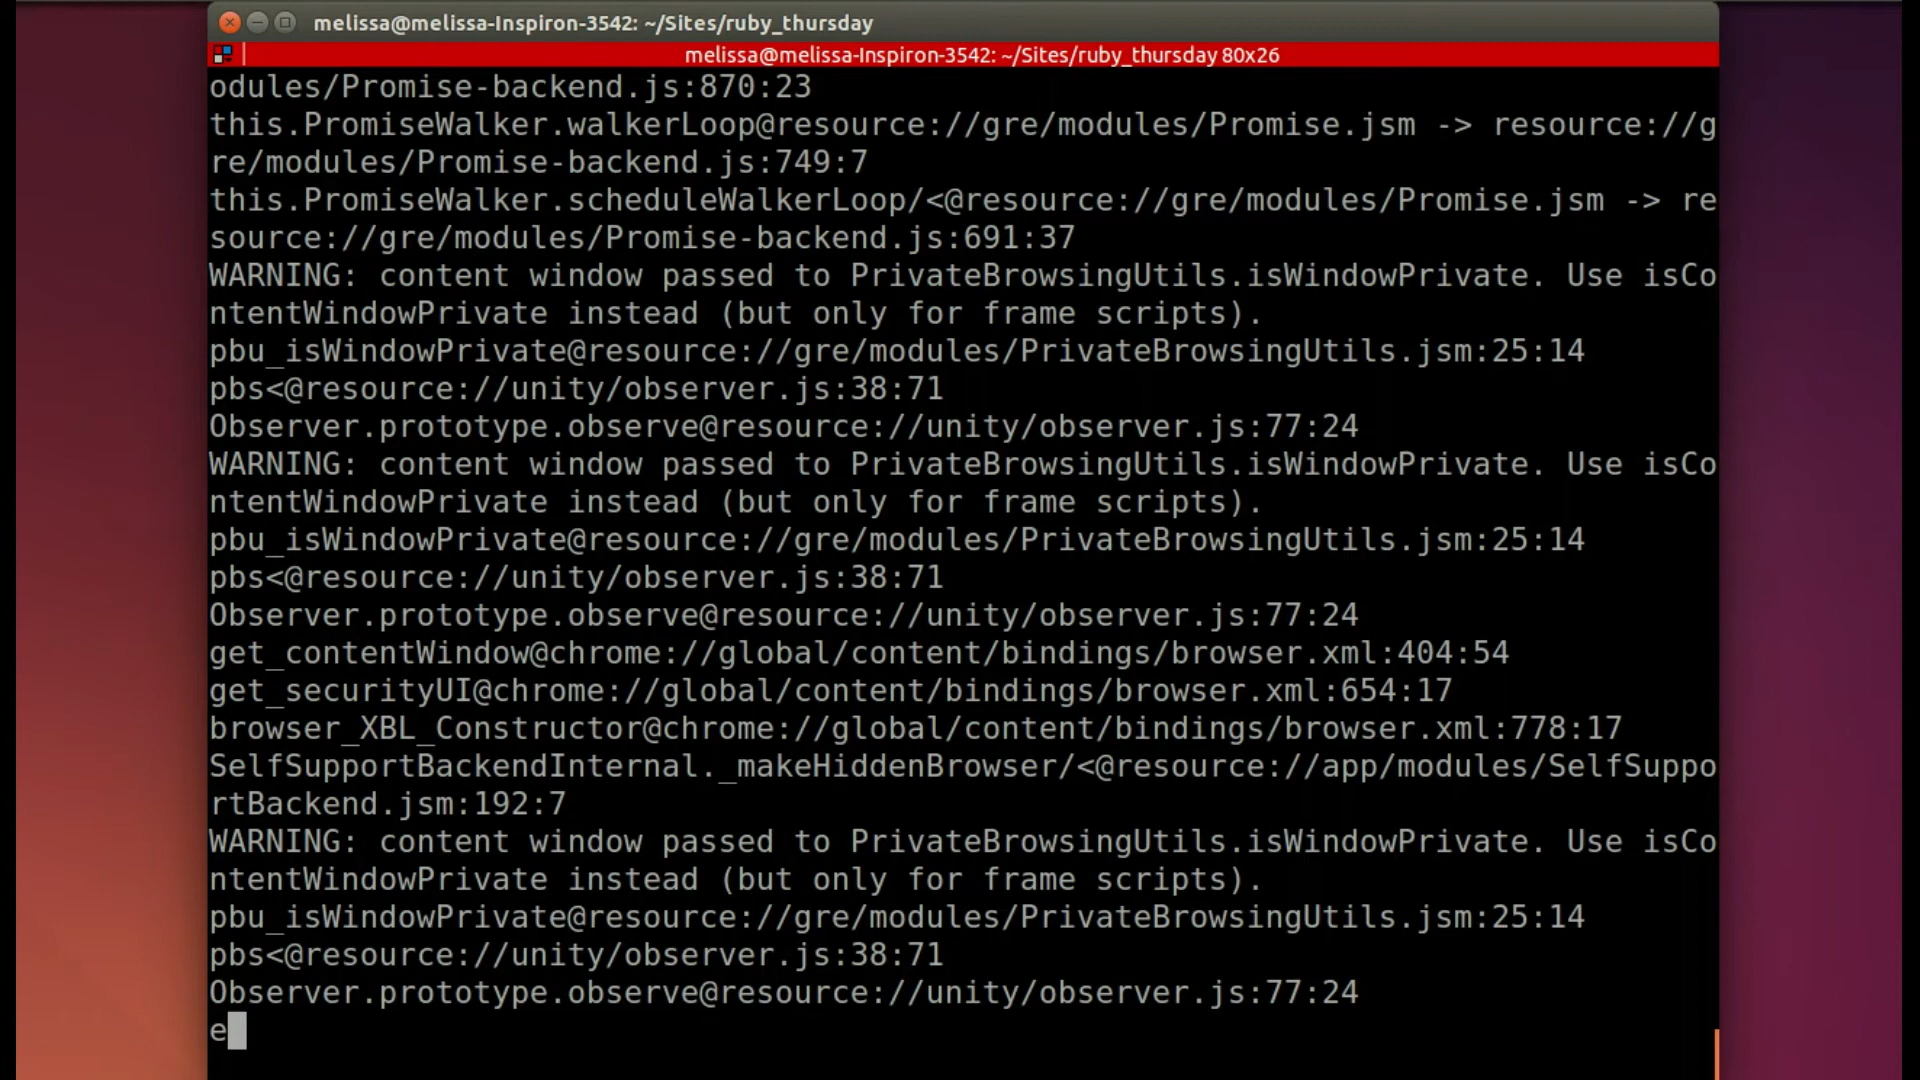 melissa@melissa-Inspiron-3542: ~/Sites/ruby_thursday
melissa@melissa-Inspiron-3542: ~/Sites/ruby_thursday 80x26
odules/Promise-backend.js:870:23
this.PromiseWalker.walkerLoop@resource://gre/modules/Promise.jsm -> resource://g
re/modules/Promise-backend.js:749:7
this.PromiseWalker.scheduleWalkerLoop/<@resource://gre/modules/Promise.jsm -> re
source://gre/modules/Promise-backend.js:691:37
WARNING: content window passed to PrivateBrowsingUtils.isWindowPrivate. Use isCo
ntentWindowPrivate instead (but only for frame scripts).
pbu_isWindowPrivate@resource://gre/modules/PrivateBrowsingUtils.jsm:25:14
pbs<@resource://unity/observer.js:38:71
Observer.prototype.observe@resource://unity/observer.js:77:24
WARNING: content window passed to PrivateBrowsingUtils.isWindowPrivate. Use isCo
ntentWindowPrivate instead (but only for frame scripts).
pbu_isWindowPrivate@resource://gre/modules/PrivateBrowsingUtils.jsm:25:14
pbs<@resource://unity/observer.js:38:71
Observer.prototype.observe@resource://unity/observer.js:77:24
get_contentWindow@chrome://global/content/bindings/browser.xml:404:54
get_securityUI@chrome://global/content/bindings/browser.xml:654:17
browser_XBL_Constructor@chrome://global/content/bindings/browser.xml:778:17
SelfSupportBackendInternal._makeHiddenBrowser/<@resource://app/modules/SelfSuppo
rtBackend.jsm:192:7
WARNING: content window passed to PrivateBrowsingUtils.isWindowPrivate. Use isCo
ntentWindowPrivate instead (but only for frame scripts).
pbu_isWindowPrivate@resource://gre/modules/PrivateBrowsingUtils.jsm:25:14
pbs<@resource://unity/observer.js:38:71
Observer.prototype.observe@resource://unity/observer.js:77:24
e